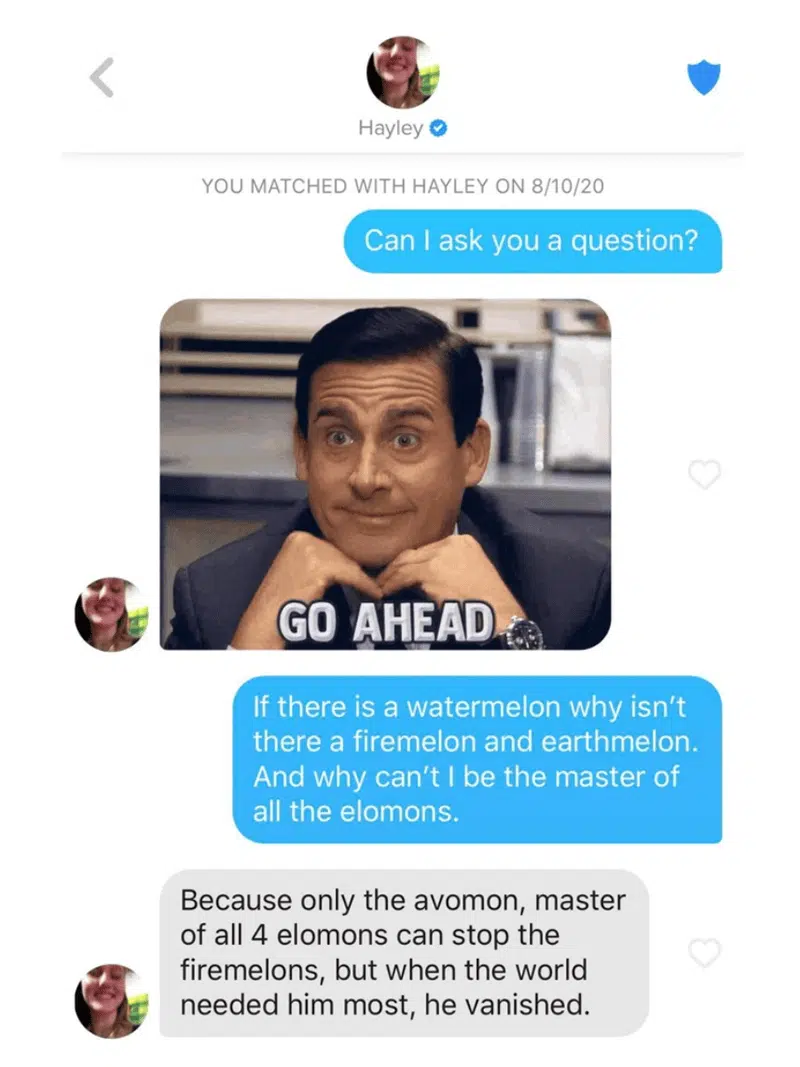 Hayley
YOU MATCHED WITH HAYLEY ON 8/10/20
Can I ask you a question?
GO AHEAD
If there is a watermelon why isn’t
there a firemelon and earthmelon.
And why can’t I be the master of
all the elomons.
Because only the avomon, master
of all 4 elomons can stop the
firemelons, but when the world
needed him most, he vanished.